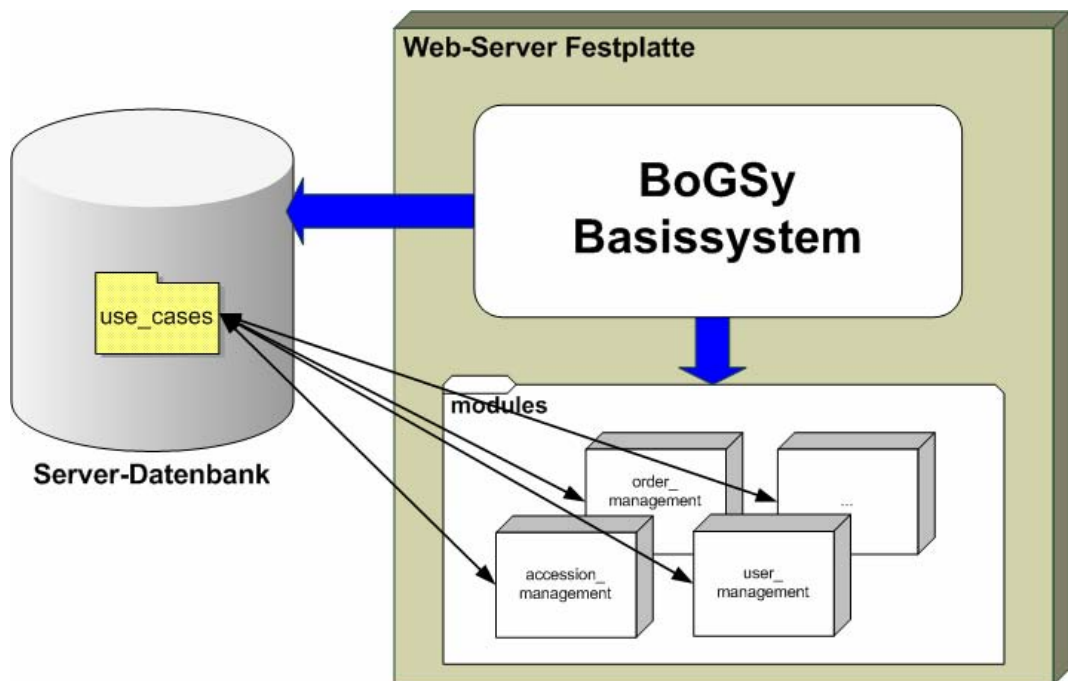 Web-Server Festplatte
BoGSy
Basissystem
use_cases
Server-Datenbank
modules
order_
management
...
accession_
management
user_
management